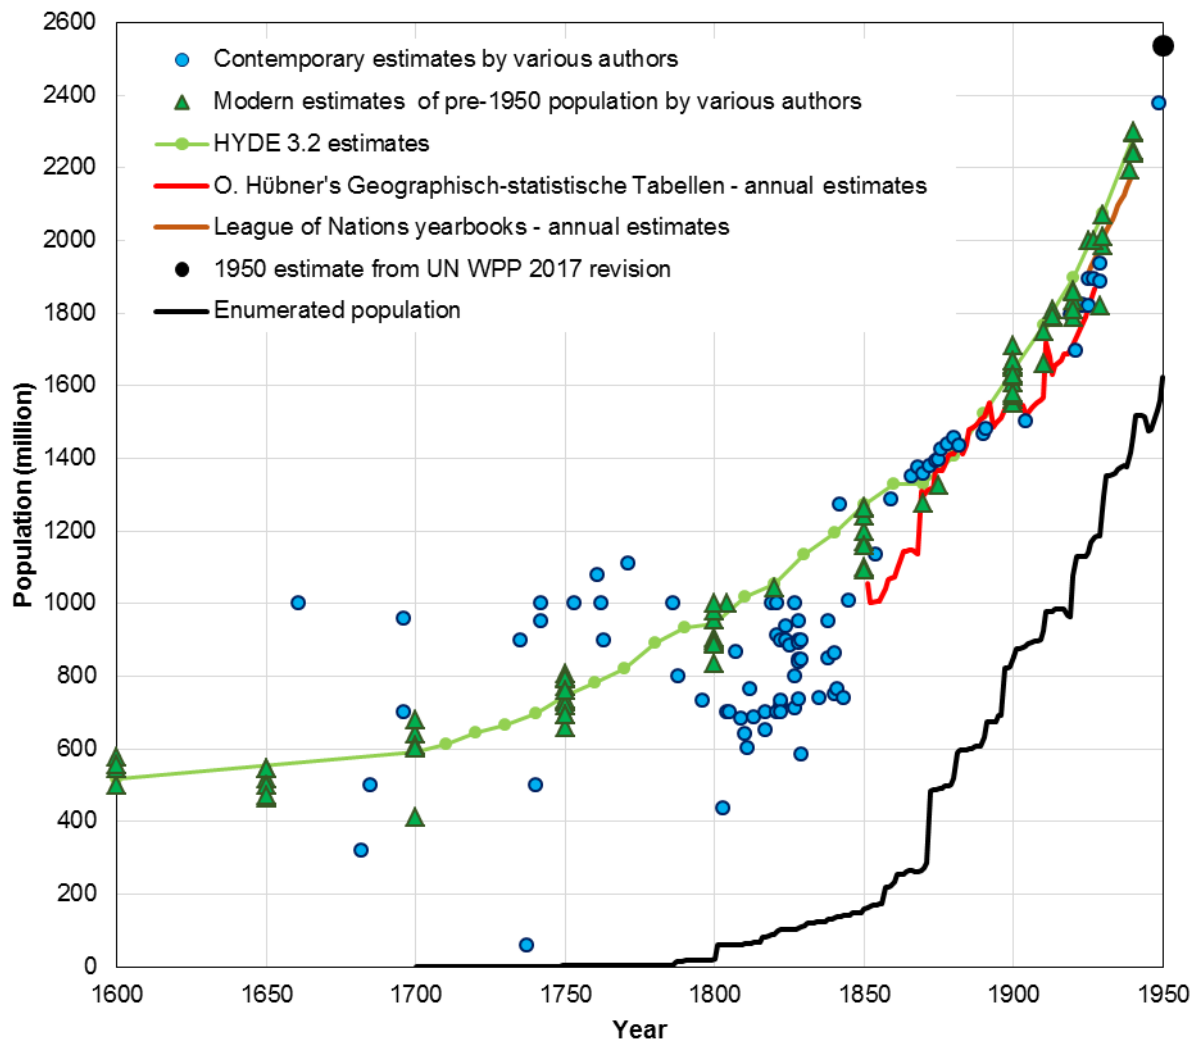 2600
2400
2200
2000
1800
1600
1400
1200
1000
800
600
400
200
0
Population (million)
Contemporary estimates by various authors
Modern estimates of pre-1950 population by various authors
HYDE 3.2 estimates
O. Hübner's Geographisch-statistische Tabellen - annual estimates
League of Nations yearbooks - annual estimates
1950 estimate from UN WPP 2017 revision
Enumerated population
1600 1650 1700 1750 1800 1850 1900 1950
Year